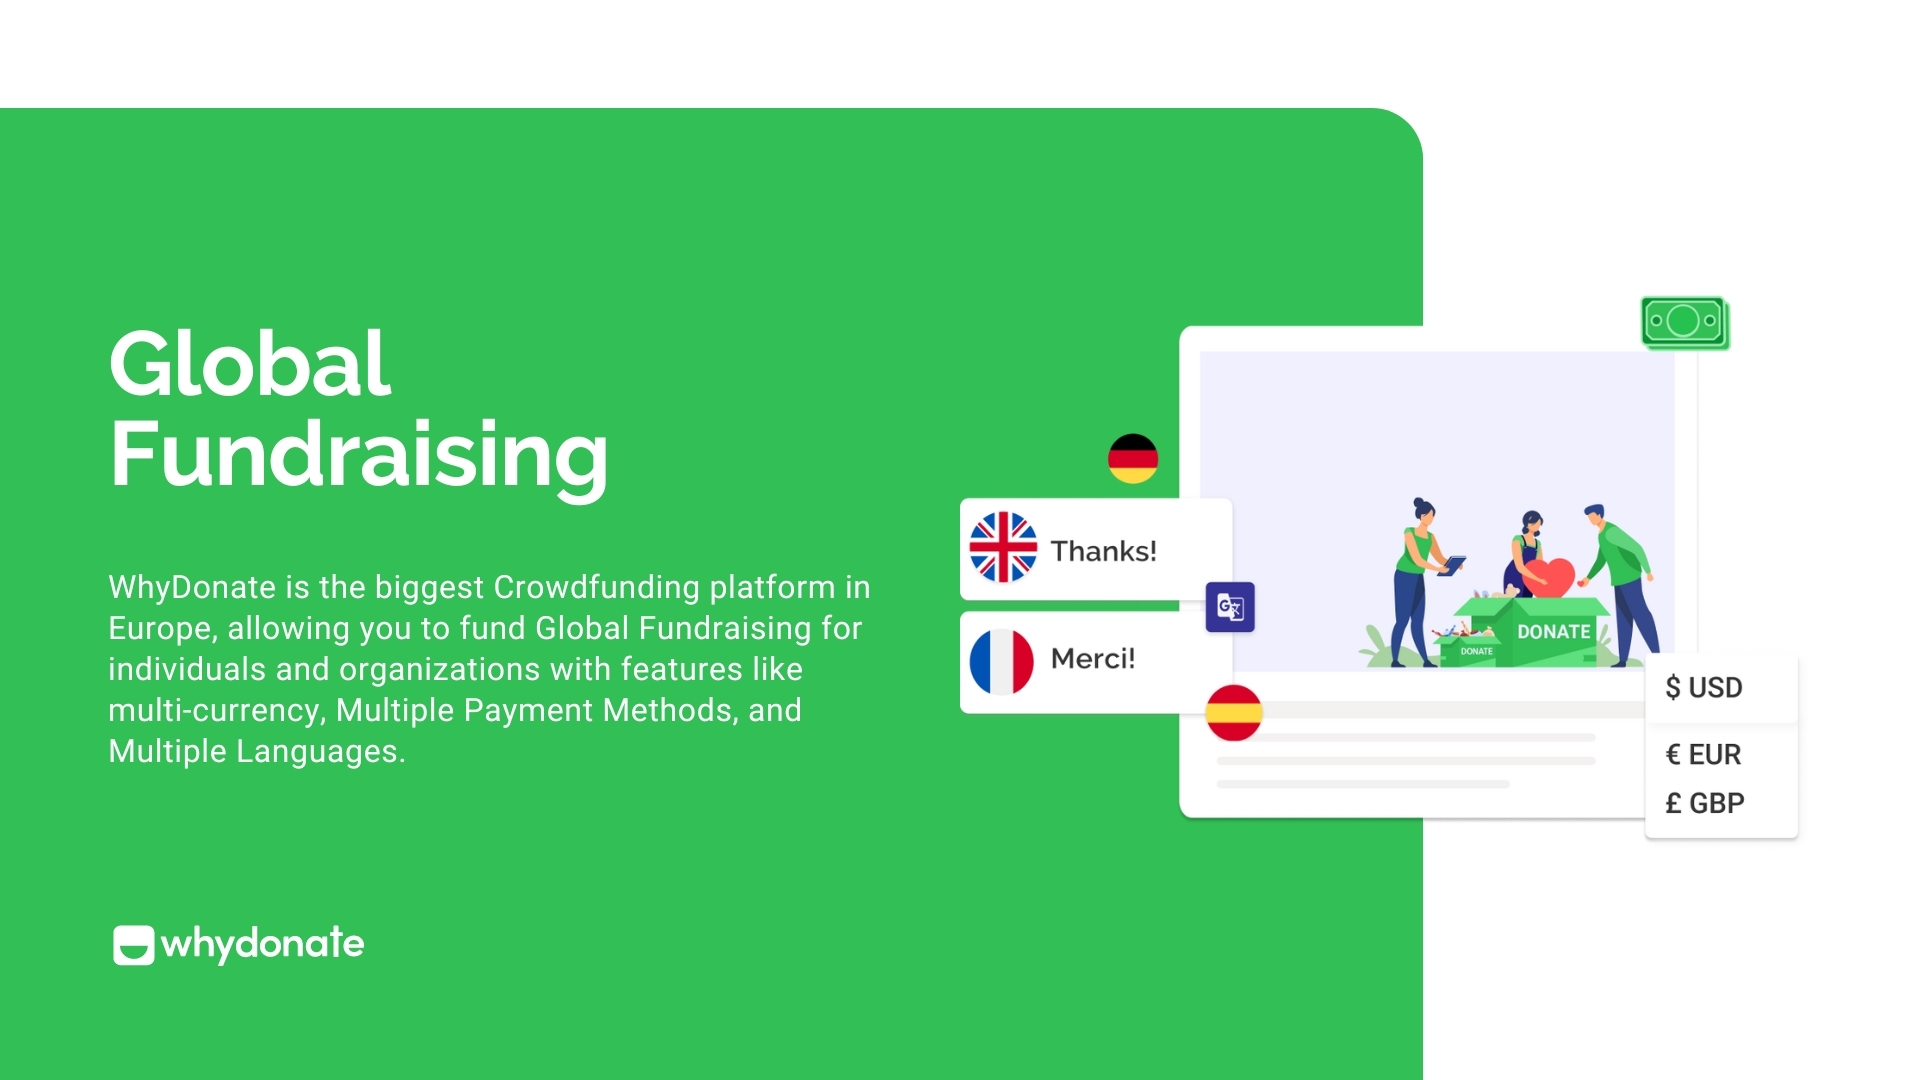 Global
Fundraising
WhyDonate is the biggest Crowdfunding platform in
Europe, allowing you to fund Global Fundraising for
individuals and organizations with features like
multi-currency, Multiple Payment Methods, and
Multiple Languages.
whydonate
Thanks!
Merci!
G
DONATE
DONATE
$ USD
€ EUR
£ GBP